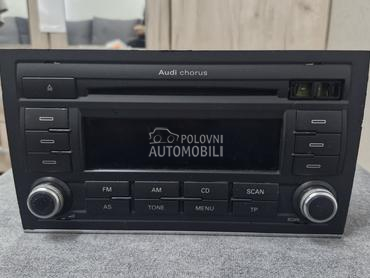 Audi chorus
POLOVNI
AUTOMOBILI
FM AM CD SCAN
AS TONE MENU TP